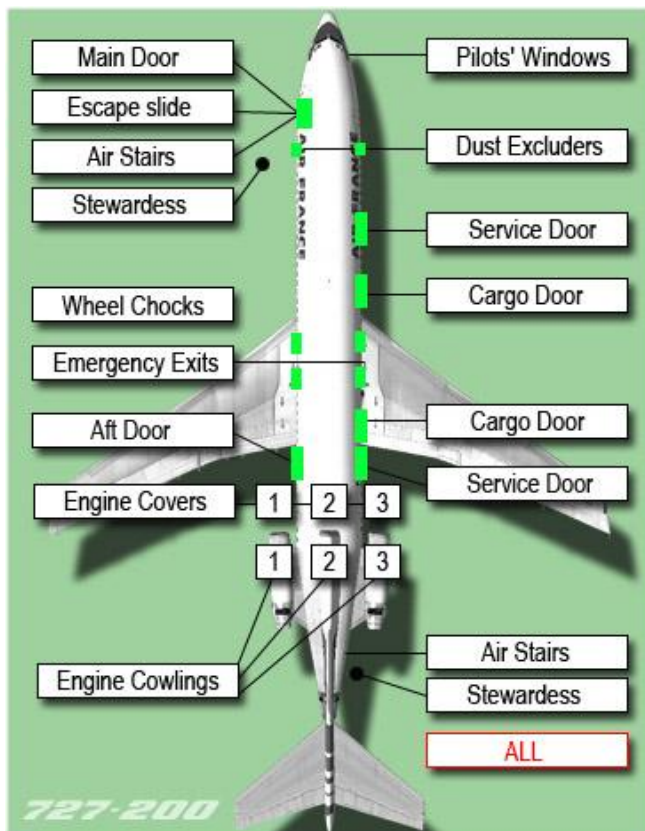 Main Door
Pilots' Windows
Escape slide
Air Stairs
Dust Excluders
Stewardess
AIR FRANCE
AIR FRANCE
Service Door
Cargo Door
Wheel Chocks
Emergency Exits
Aft Door
Cargo Door
Service Door
Engine Covers
1 2 3
1 2 3
Engine Cowlings
Air Stairs
Stewardess
ALL
727-200